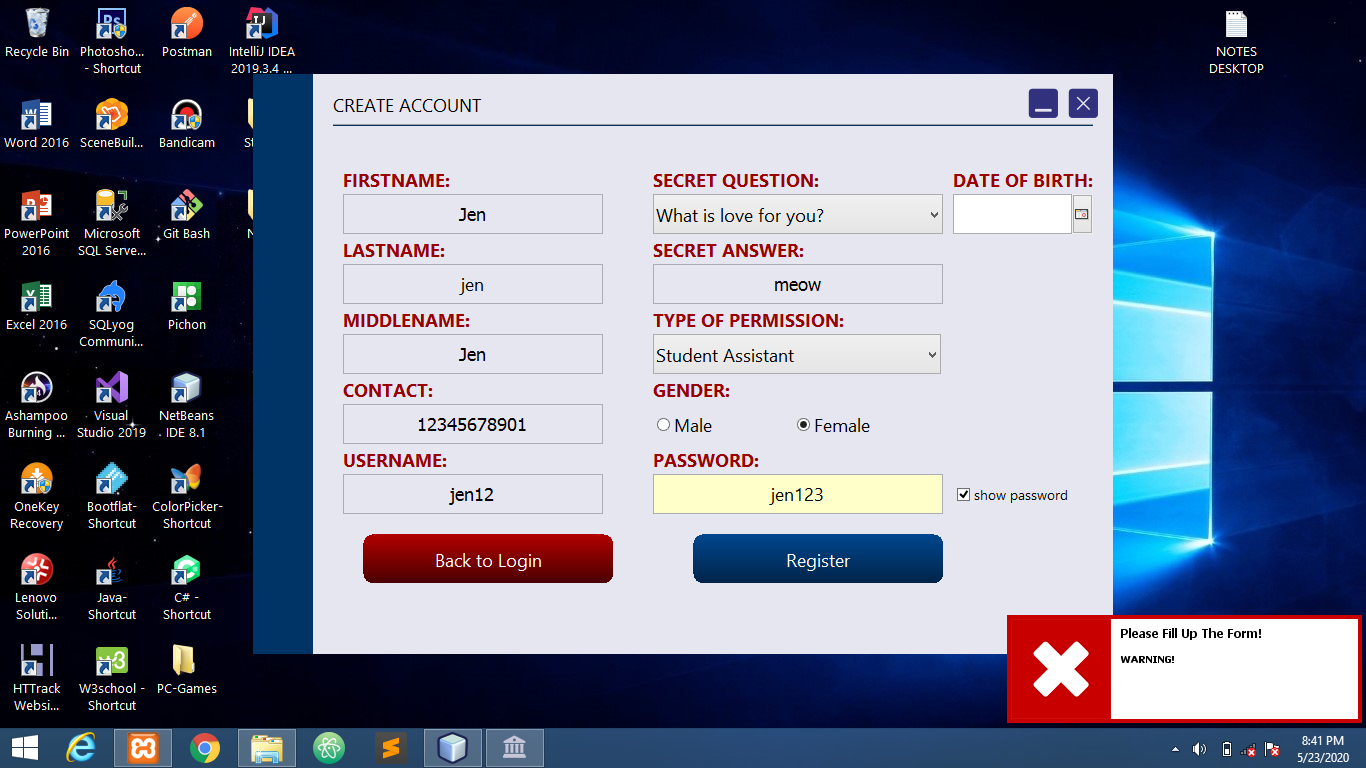 Recycle Bin
Photosho...
- Shortcut
Postman
IntelliJ IDEA
2019.3.4 ...
NOTES
DESKTOP
Word 2016
SceneBuil...
Bandicam
PowerPoint
2016
Microsoft
SQL Serve...
Git Bash
Excel 2016
SQLyog
Communi...
Pichon
Ashampoo
Burning ...
Visual
Studio 2019
NetBeans
IDE 8.1
OneKey
Recovery
Bootflat-
Shortcut
ColorPicker-
Shortcut
Lenovo
Soluti...
Java-
Shortcut
C# -
Shortcut
HTTrack
Websi...
W3school -
Shortcut
PC-Games
CREATE ACCOUNT
FIRSTNAME:
Jen
LASTNAME:
jen
MIDDLENAME:
Jen
CONTACT:
12345678901
USERNAME:
jen12
Back to Login
SECRET QUESTION:
What is love for you?
SECRET ANSWER:
meow
TYPE OF PERMISSION:
Student Assistant
GENDER:
Male Female
PASSWORD:
jen123
show password
Register
DATE OF BIRTH:
Please Fill Up The Form!
WARNING!
8:41 PM
5/23/2020